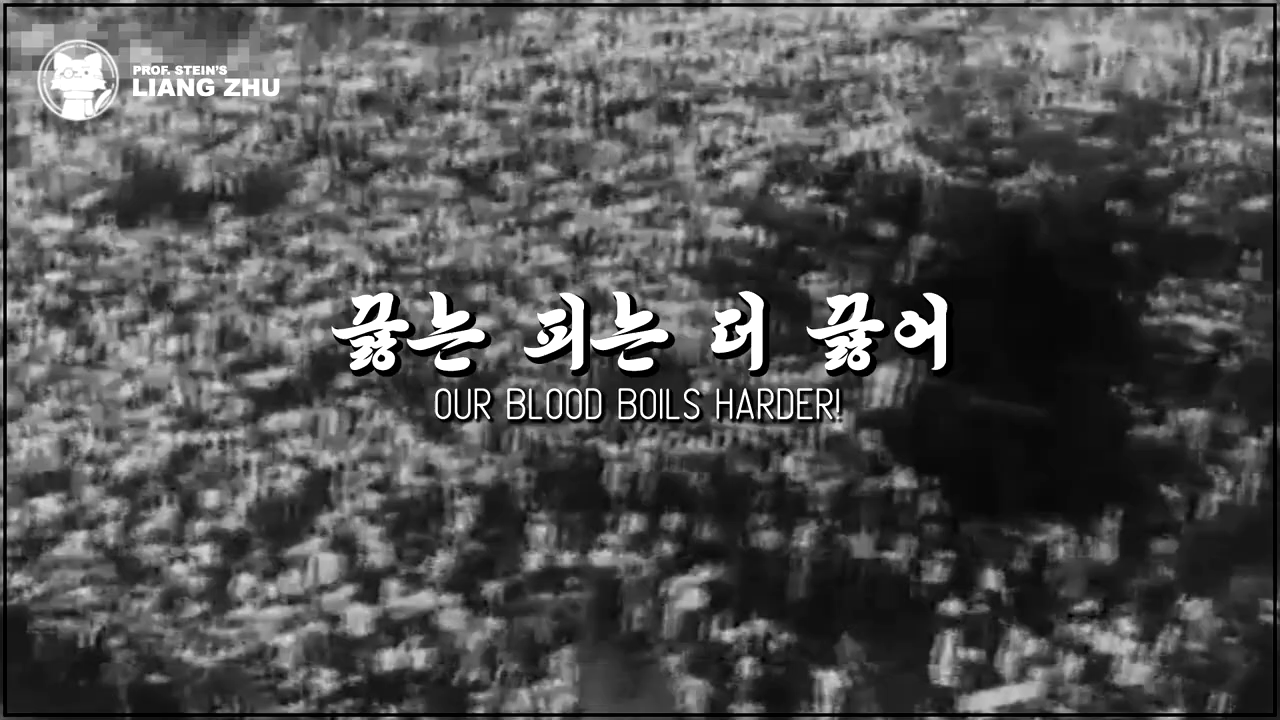 PROF. STEIN'S
LIANG ZHU
끓는 피는 더 끓어
OUR BLOOD BOILS HARDER!